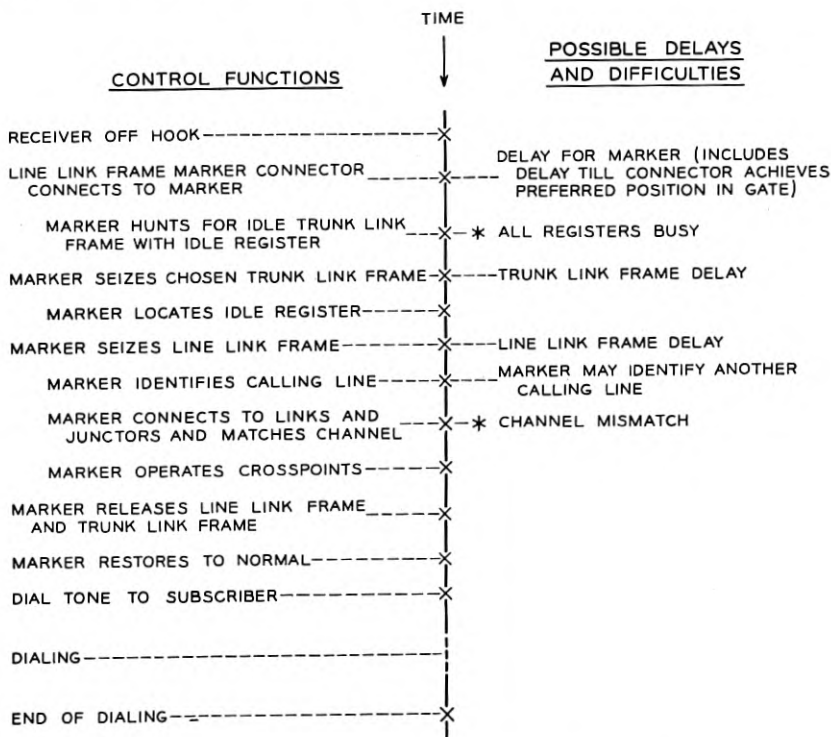 TIME
CONTROL FUNCTIONS
POSSIBLE DELAYS
AND DIFFICULTIES
RECEIVER OFF HOOK
LINE LINK FRAME MARKER CONNECTOR
CONNECTS TO MARKER
DELAY FOR MARKER (INCLUDES
DELAY TILL CONNECTOR ACHIEVES
PREFERRED POSITION IN GATE)
MARKER HUNTS FOR IDLE TRUNK LINK
FRAME WITH IDLE REGISTER
* ALL REGISTERS BUSY
MARKER SEIZES CHOSEN TRUNK LINK FRAME
TRUNK LINK FRAME DELAY
MARKER LOCATES IDLE REGISTER
MARKER SEIZES LINE LINK FRAME
LINE LINK FRAME DELAY
MARKER IDENTIFIES CALLING LINE
MARKER MAY IDENTIFY ANOTHER
CALLING LINE
MARKER CONNECTS TO LINKS AND
JUNCTORS AND MATCHES CHANNEL
* CHANNEL MISMATCH
MARKER OPERATES CROSSPOINTS
MARKER RELEASES LINE LINK FRAME
AND TRUNK LINK FRAME
MARKER RESTORES TO NORMAL
DIAL TONE TO SUBSCRIBER
DIALING
END OF DIALING